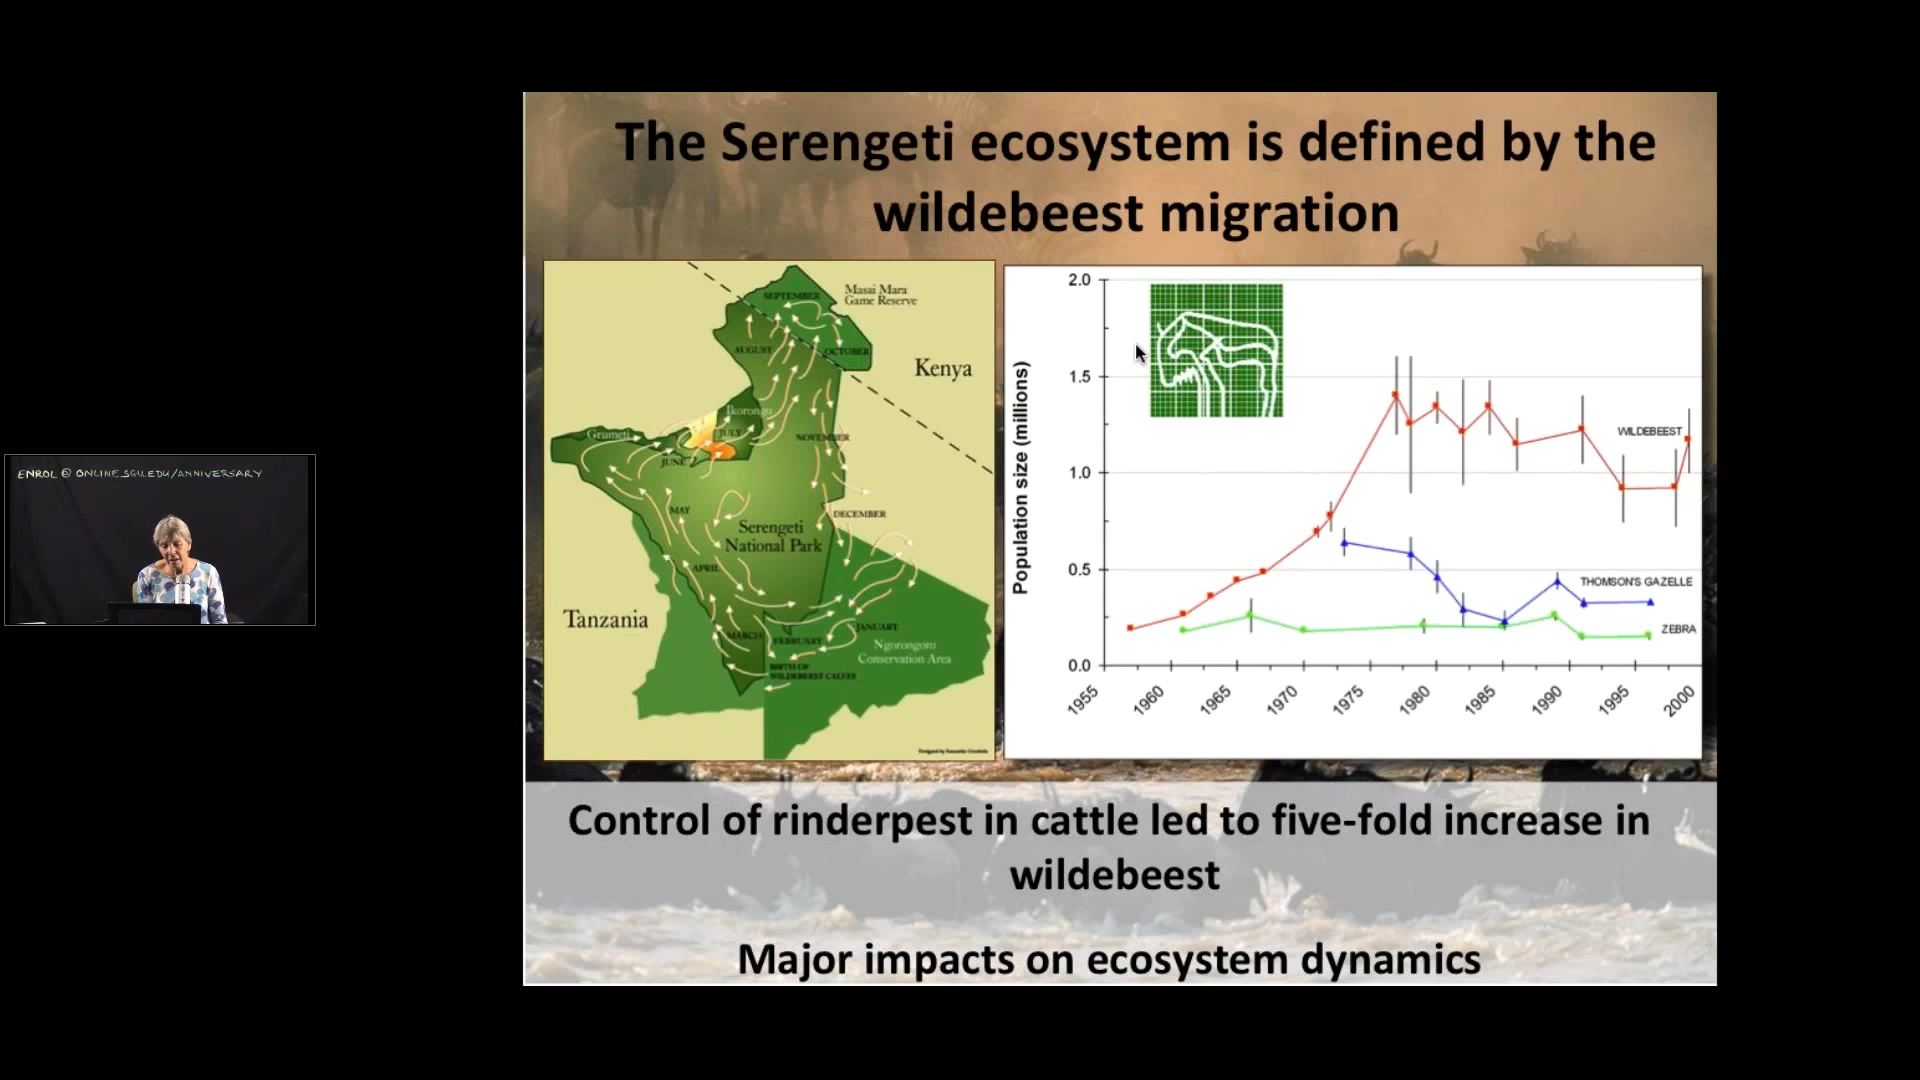 ENROL @ ONLINE.SGU.EDU/ANNIVERSARY
The Serengeti ecosystem is defined by the
wildebeest migration
SEPTEMBER
Masai Mara
Game Reserve
AUGUST
OCTOBER
Kenya
Ikorongo
Grumeti
JULY
NOVEMBER
JUNE
MAY
DECEMBER
Serengeti
National Park
APRIL
Tanzania
MARCH
FEBRUARY
JANUARY
Ngorongoro
Conservation Area
BIRTH OF
WILDEBEEST CALVES
Population size (millions)
2.0
1.5
1.0
0.5
0.0
WILDEBEEST
THOMSON'S GAZELLE
ZEBRA
1955
1960
1965
1970
1975
1980
1985
1990
1995
2000
Control of rinderpest in cattle led to five-fold increase in
wildebeest
Major impacts on ecosystem dynamics